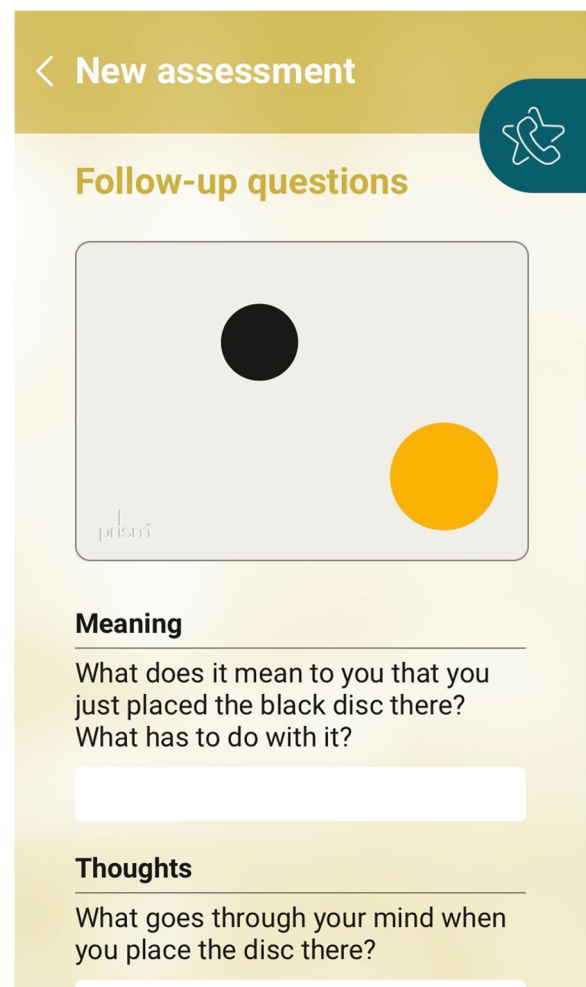 New assessment
Follow-up questions
prism
Meaning
What does it mean to you that you
just placed the black disc there?
What has to do with it?
Thoughts
What goes through your mind when
you place the disc there?